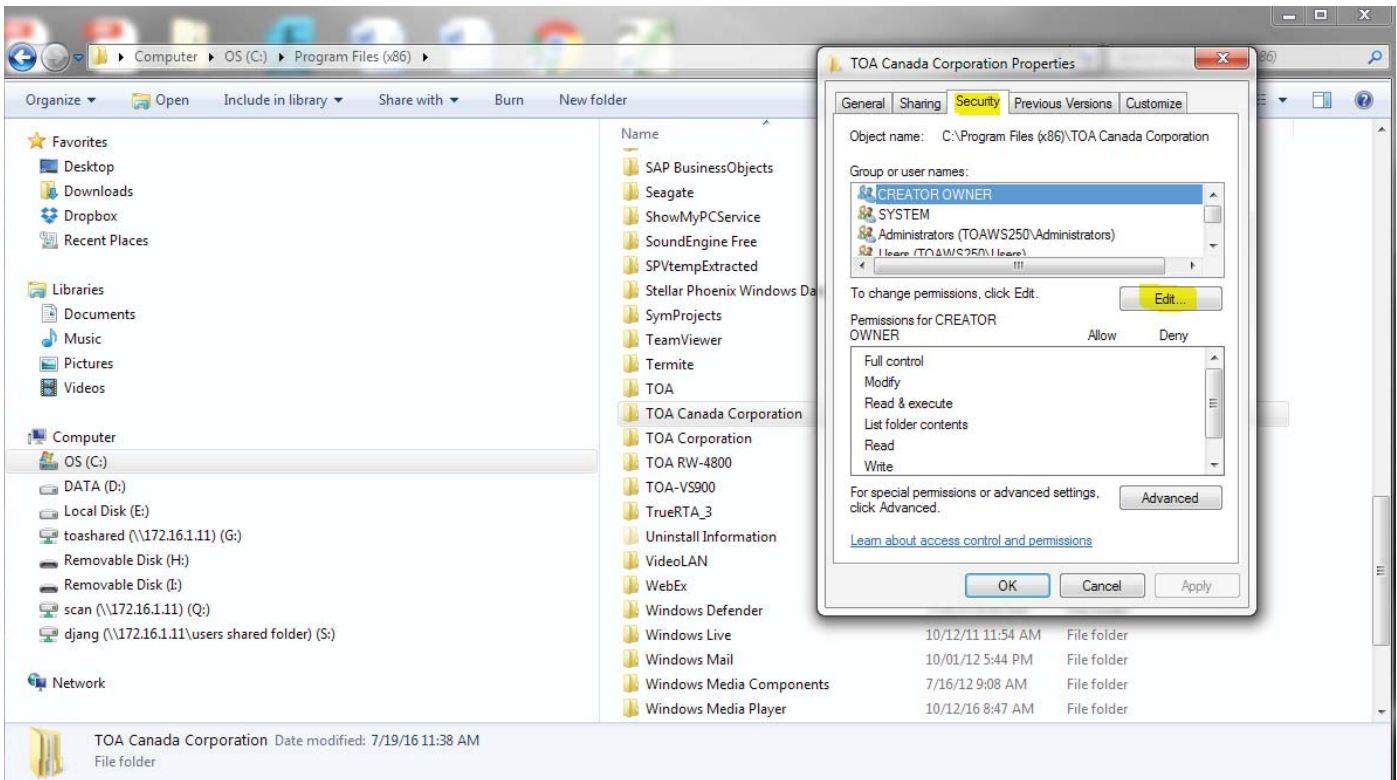 Computer ▸ OS (C:) ▸ Program Files (x86) ▸
86)
Organize Open Include in library Share with Burn New folder
Favorites
Desktop
Downloads
Dropbox
Recent Places
Libraries
Documents
Music
Pictures
Videos
Computer
OS (C:)
DATA (D:)
Local Disk (E:)
toashared (\\172.16.1.11) (G:)
Removable Disk (H:)
Removable Disk (I:)
scan (\\172.16.1.11) (Q:)
djang (\\172.16.1.11\users shared folder) (S:)
Network
Name
SAP BusinessObjects
Seagate
ShowMyPCService
SoundEngine Free
SPVtempExtracted
Stellar Phoenix Windows Da
SymProjects
TeamViewer
Termite
TOA
TOA Canada Corporation
TOA Corporation
TOA RW-4800
TOA-VS900
TrueRTA_3
Uninstall Information
VideoLAN
WebEx
Windows Defender
Windows Live 10/12/11 11:54 AM File folder
Windows Mail 10/01/12 5:44 PM File folder
Windows Media Components 7/16/12 9:08 AM File folder
Windows Media Player 10/12/16 8:47 AM File folder
TOA Canada Corporation Properties
General Sharing Security Previous Versions Customize
Object name: C:\Program Files (x86)\TOA Canada Corporation
Group or user names:
CREATOR OWNER
SYSTEM
Administrators (TOAWS250\Administrators)
Users (TOAWS250\Users)
To change permissions, click Edit.
Edit...
Permissions for CREATOR
OWNER Allow Deny
Full control
Modify
Read & execute
List folder contents
Read
Write
For special permissions or advanced settings,
click Advanced.
Advanced
Learn about access control and permissions
OK Cancel Apply
TOA Canada Corporation Date modified: 7/19/16 11:38 AM
File folder